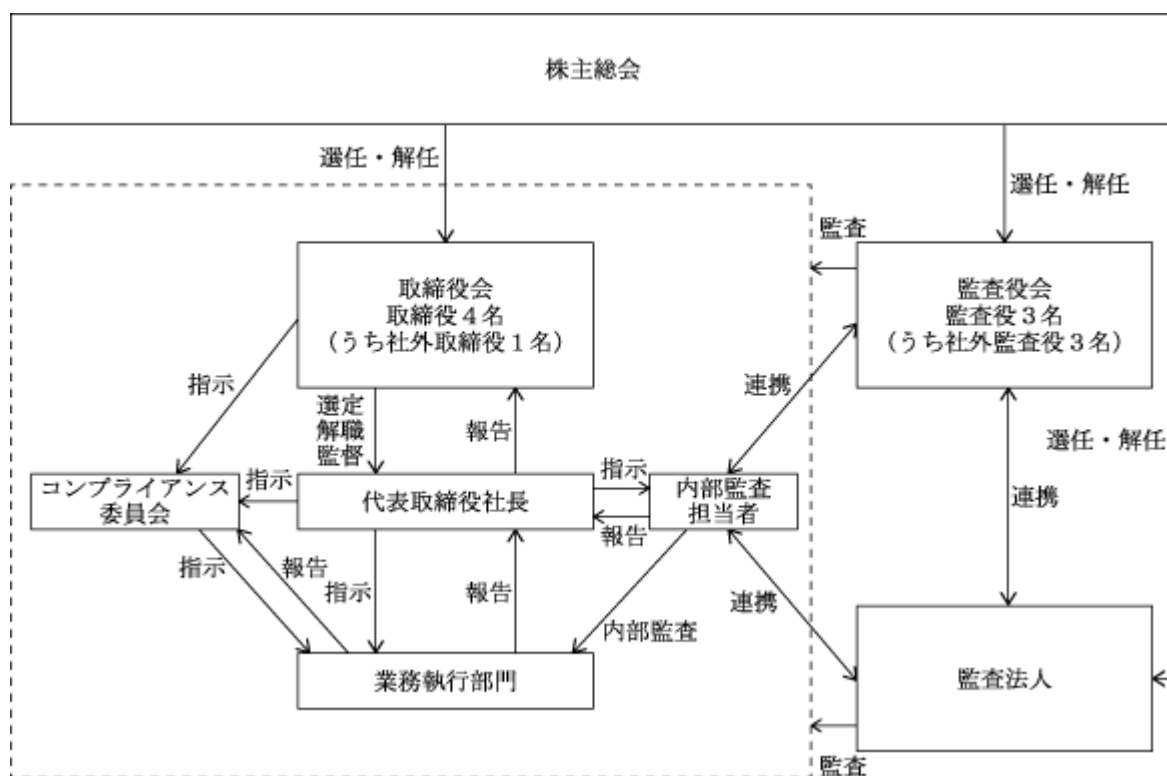 株主総会
選任・解任
選任・解任
監査
取締役会
取締役４名
（うち社外取締役１名）
監査役会
監査役３名
（うち社外監査役３名）
指示
連携
選定
解職
監督
報告
選任・解任
コンプライアンス
委員会
指示
代表取締役社長
指示
報告
内部監査
担当者
連携
指示
報告
指示
報告
連携
内部監査
業務執行部門
監査法人
監査